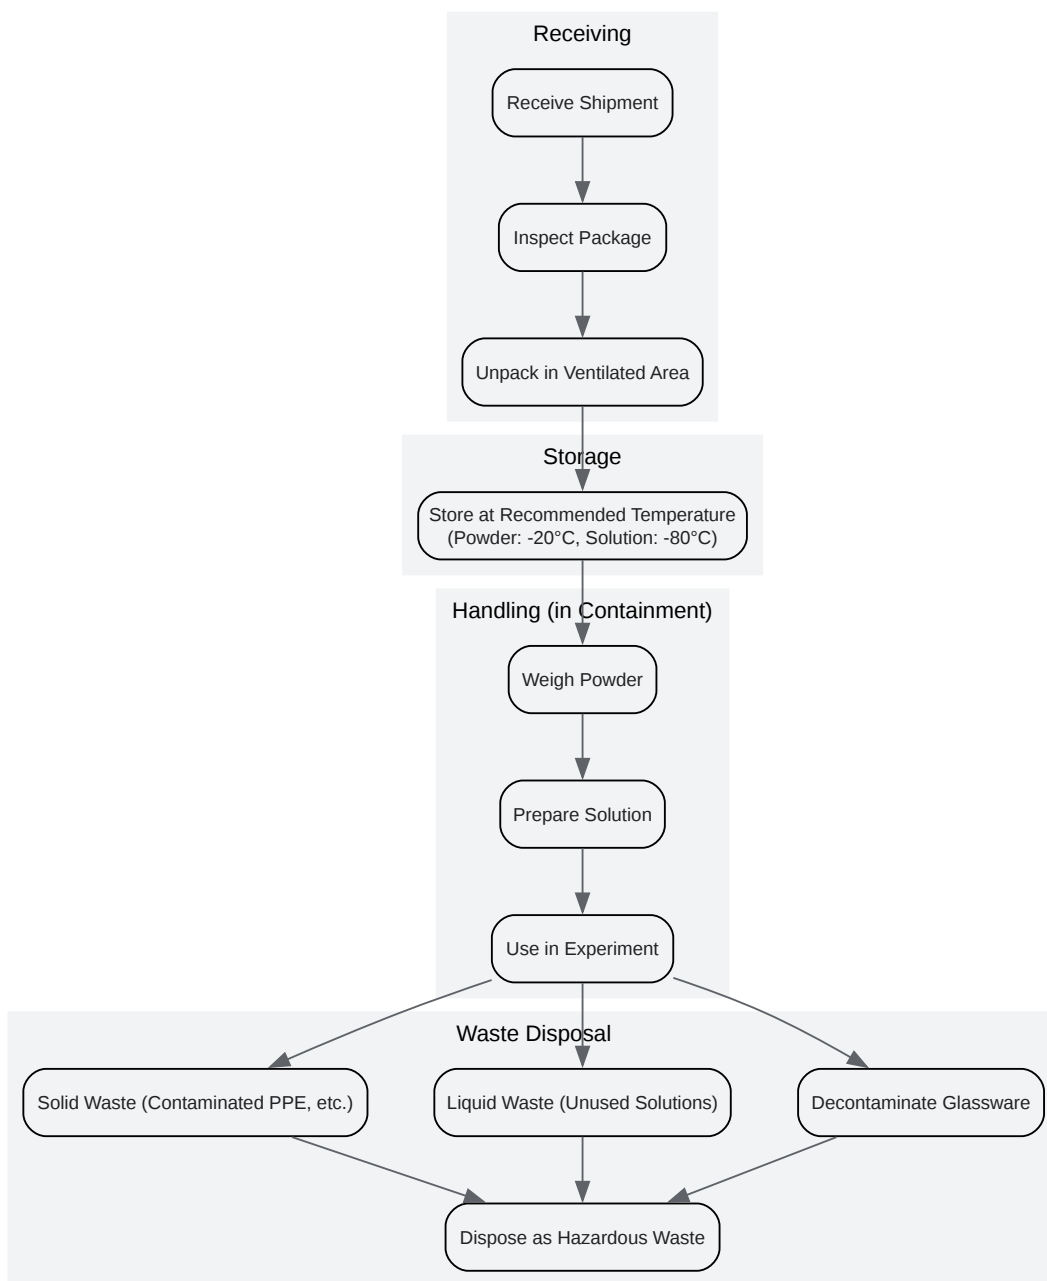 Receiving
Receive Shipment
Inspect Package
Unpack in Ventilated Area
Storage
Store at Recommended Temperature
(Powder: -20°C, Solution: -80°C)
Handling (in Containment)
Weigh Powder
Prepare Solution
Use in Experiment
Waste Disposal
Solid Waste (Contaminated PPE, etc.)
Liquid Waste (Unused Solutions)
Decontaminate Glassware
Dispose as Hazardous Waste